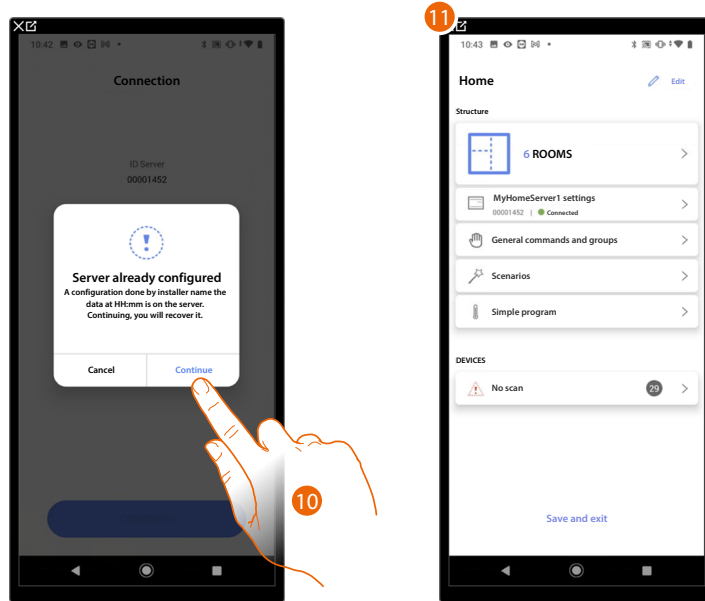 10:42
Connection
ID Server
00001452
Server already configured
A configuration done by installer name the
data at HH:mm is on the server.
Continuing, you will recover it.
Cancel
Continue
10
11
10:43
Home
Edit
Structure
6 ROOMS
MyHomeServer1 settings
00001452 | Connected
General commands and groups
Scenarios
Simple program
DEVICES
No scan
29
Save and exit